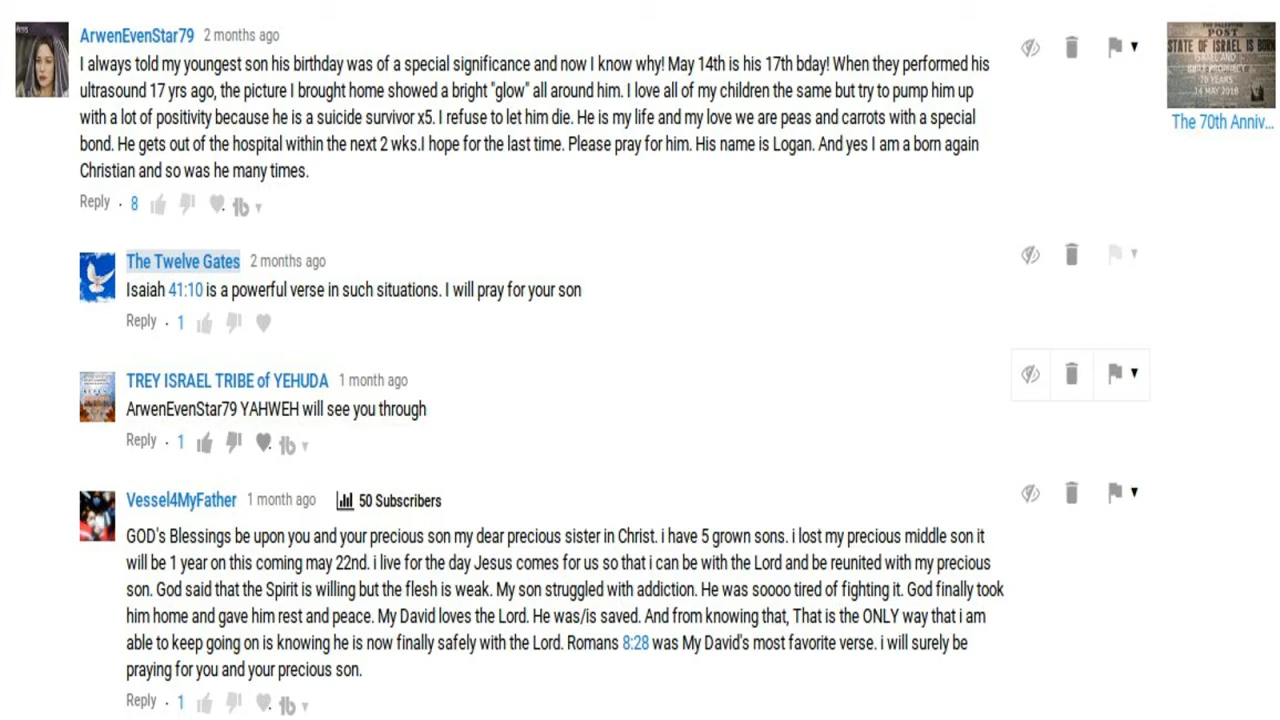 ArwenEvenStar79 2 months ago
I always told my youngest son his birthday was of a special significance and now I know why! May 14th is his 17th bday! When they performed his
ultrasound 17 yrs ago, the picture I brought home showed a bright "glow" all around him. I love all of my children the same but try to pump him up
with a lot of positivity because he is a suicide survivor x5. I refuse to let him die. He is my life and my love we are peas and carrots with a special
bond. He gets out of the hospital within the next 2 wks.I hope for the last time. Please pray for him. His name is Logan. And yes I am a born again
Christian and so was he many times.
Reply · 8
POST
STATE OF ISRAEL IS BORN
ISRAEL AND
BIBLE PROPHECY
70 YEARS
14 MAY 2018
The 70th Anniv...
The Twelve Gates 2 months ago
Isaiah 41:10 is a powerful verse in such situations. I will pray for your son
Reply · 1
TREY ISRAEL TRIBE of YEHUDA 1 month ago
ArwenEvenStar79 YAHWEH will see you through
Reply · 1
Vessel4MyFather 1 month ago 50 Subscribers
GOD's Blessings be upon you and your precious son my dear precious sister in Christ. i have 5 grown sons. i lost my precious middle son it
will be 1 year on this coming may 22nd. i live for the day Jesus comes for us so that i can be with the Lord and be reunited with my precious
son. God said that the Spirit is willing but the flesh is weak. My son struggled with addiction. He was soooo tired of fighting it. God finally took
him home and gave him rest and peace. My David loves the Lord. He was/is saved. And from knowing that, That is the ONLY way that i am
able to keep going on is knowing he is now finally safely with the Lord. Romans 8:28 was My David's most favorite verse. i will surely be
praying for you and your precious son.
Reply · 1